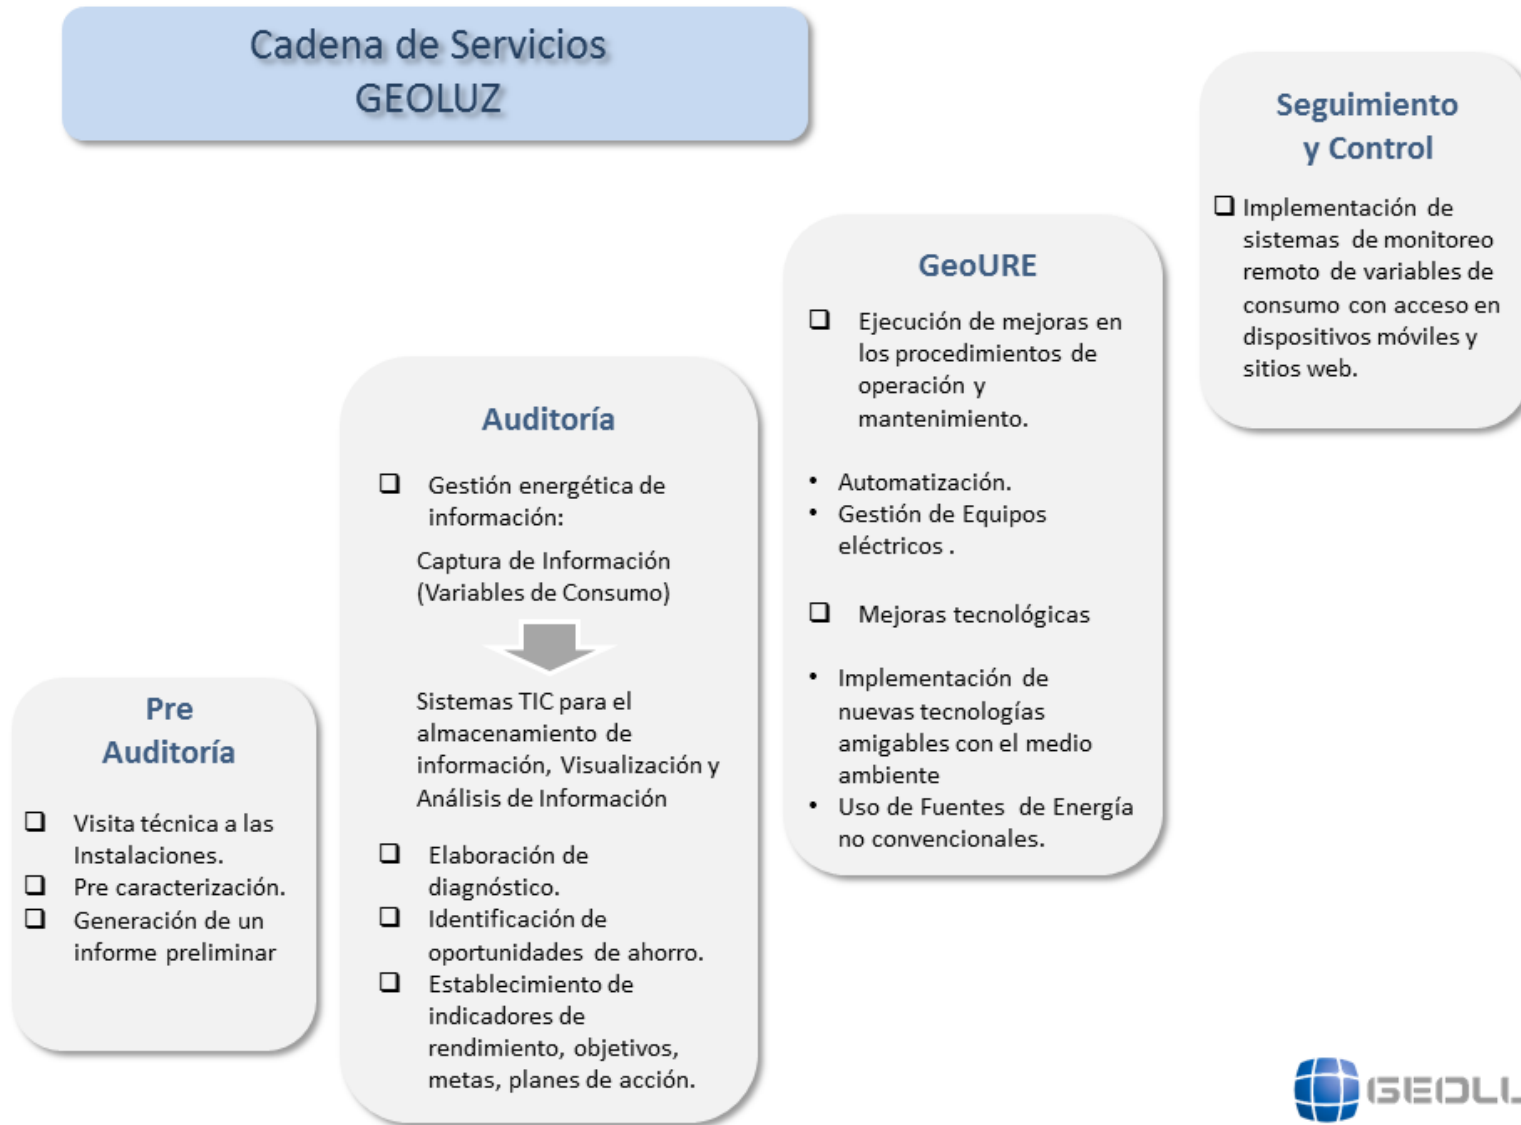 Cadena de Servicios
GEOLUZ
Pre
Auditoría
❑ Visita técnica a las
Instalaciones.
❑ Pre caracterización.
❑ Generación de un
informe preliminar
Auditoría
❑ Gestión energética de
información:
Captura de Información
(Variables de Consumo)
Sistemas TIC para el
almacenamiento de
información, Visualización y
Análisis de Información
❑ Elaboración de
diagnóstico.
❑ Identificación de
oportunidades de ahorro.
❑ Establecimiento de
indicadores de
rendimiento, objetivos,
metas, planes de acción.
GeoURE
❑ Ejecución de mejoras en
los procedimientos de
operación y
mantenimiento.
• Automatización.
• Gestión de Equipos
eléctricos .
❑ Mejoras tecnológicas
• Implementación de
nuevas tecnologías
amigables con el medio
ambiente
• Uso de Fuentes de Energía
no convencionales.
Seguimiento
y Control
❑ Implementación de
sistemas de monitoreo
remoto de variables de
consumo con acceso en
dispositivos móviles y
sitios web.